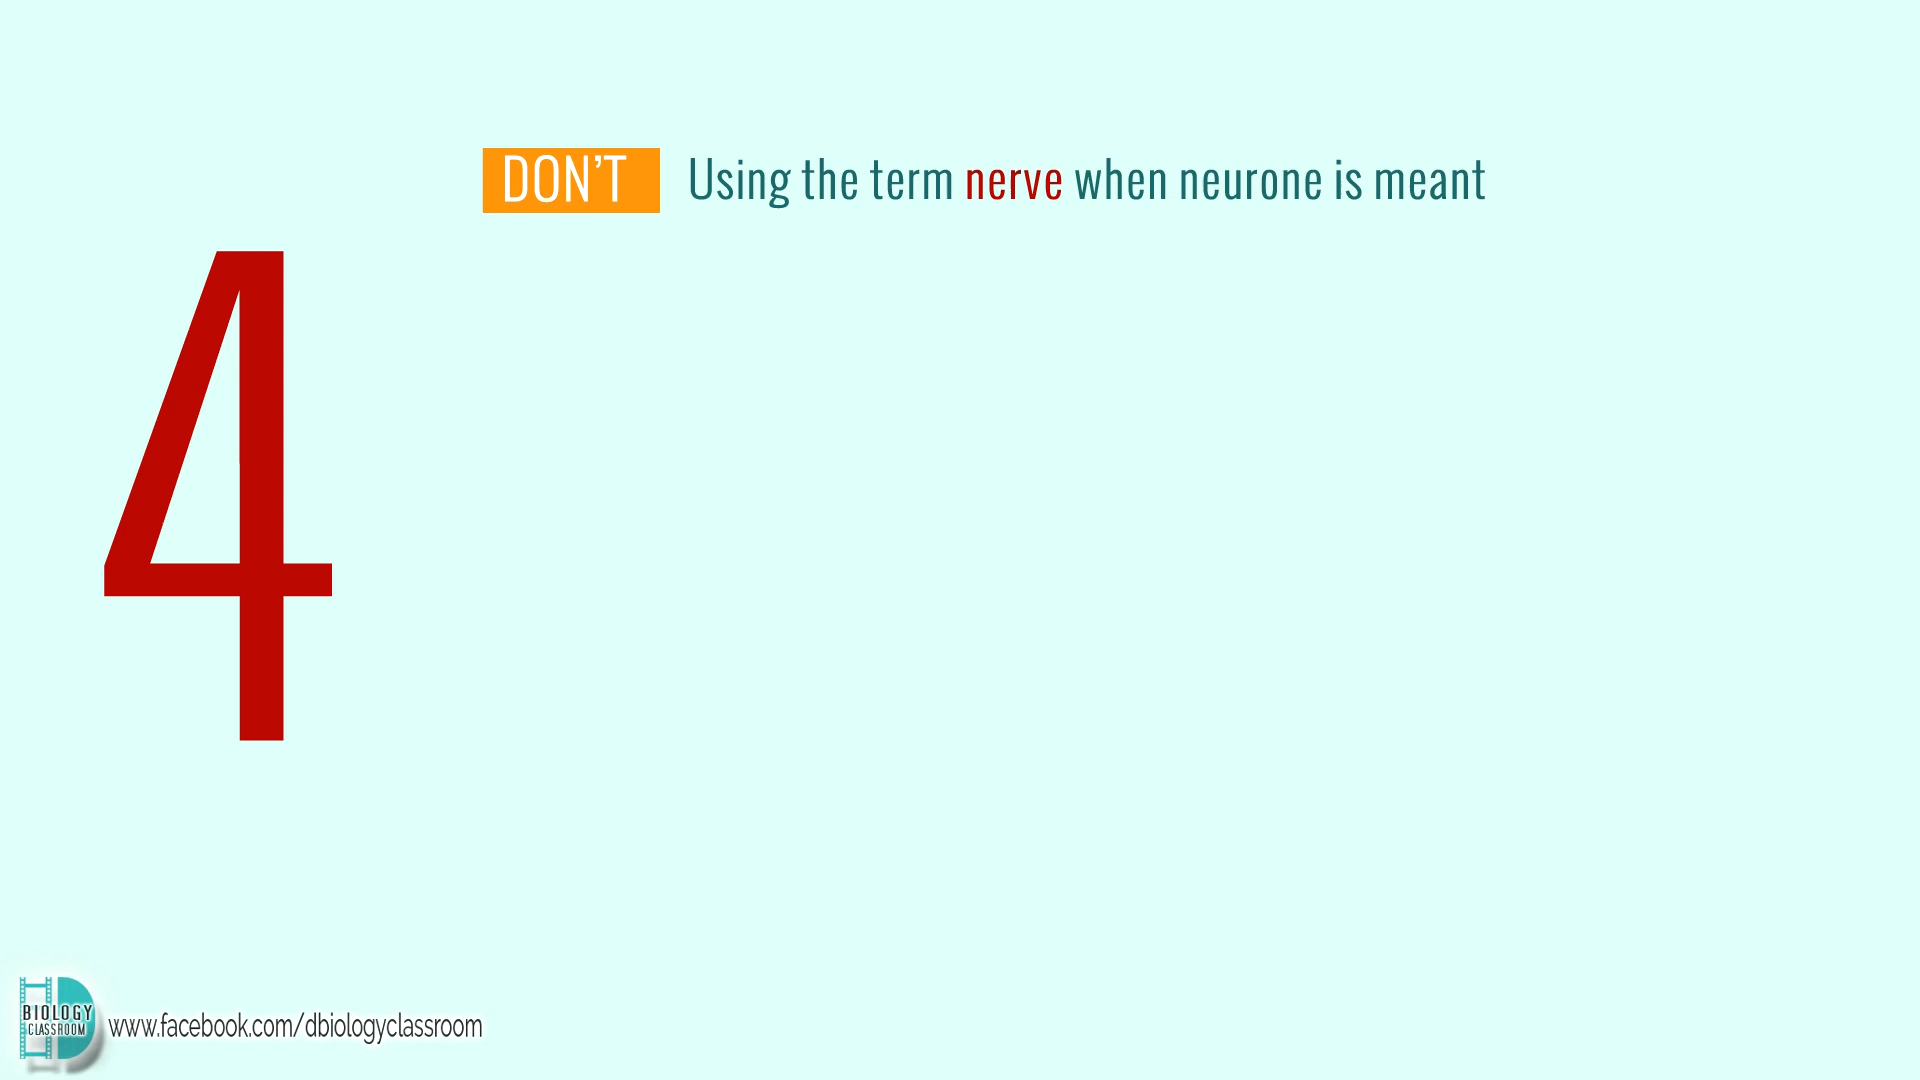 DON'T Using the term nerve when neurone is meant
4
BIOLOGY
CLASSROOM
www.facebook.com/dbiologyclassroom